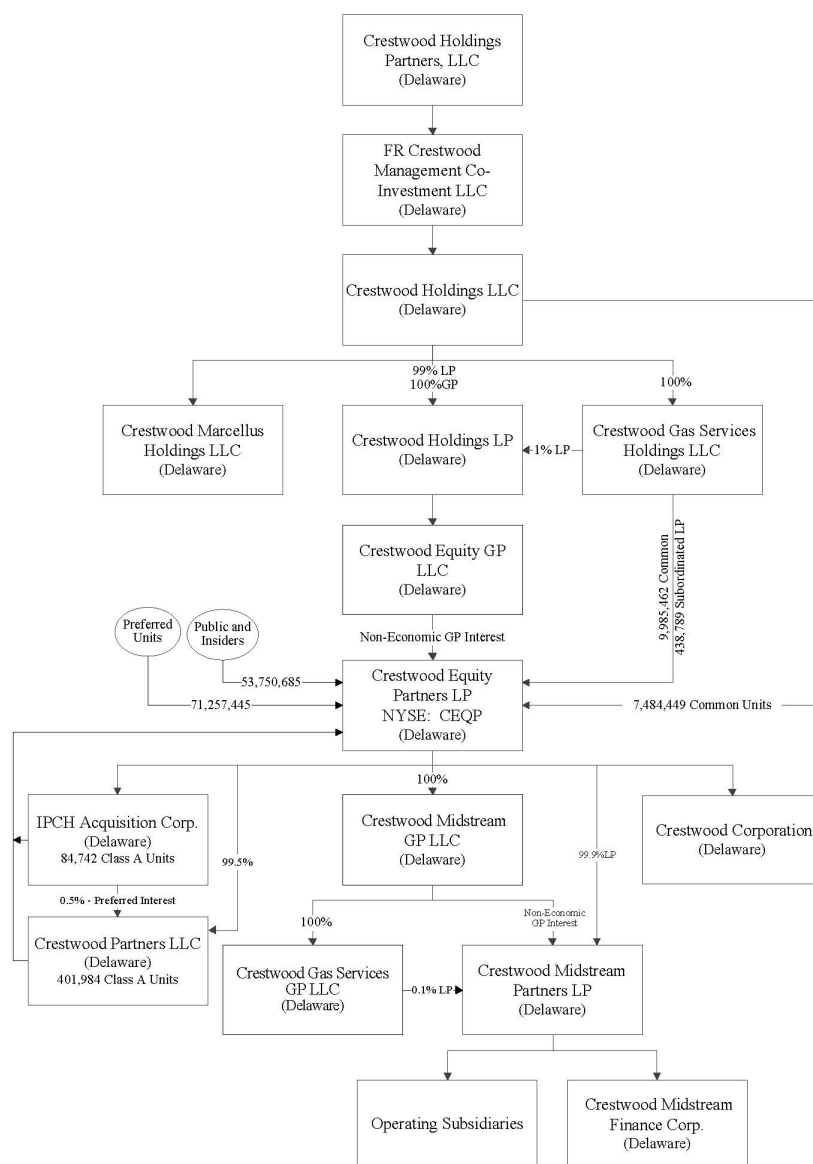 Crestwood Holdings
Partners, LLC
(Delaware)
FR Crestwood
Management Co-
Investment LLC
(Delaware)
Crestwood Holdings LLC
(Delaware)
99% LP
100%GP
100%
Crestwood Marcellus
Holdings LLC
(Delaware)
Crestwood Holdings LP
(Delaware)
1% LP
Crestwood Gas Services
Holdings LLC
(Delaware)
9,985,462 Common
438,789 Subordinated LP
Crestwood Equity GP
LLC
(Delaware)
Preferred
Units
Public and
Insiders
Non-Economic GP Interest
53,750,685
71,257,445
Crestwood Equity
Partners LP
NYSE: CEQP
(Delaware)
7,484,449 Common Units
100%
IPCH Acquisition Corp.
(Delaware)
84,742 Class A Units
99.5%
Crestwood Midstream
GP LLC
(Delaware)
99.9%LP
Crestwood Corporation
(Delaware)
0.5% - Preferred Interest
100%
Non-Economic
GP Interest
Crestwood Partners LLC
(Delaware)
401,984 Class A Units
Crestwood Gas Services
GP LLC
(Delaware)
0.1% LP
Crestwood Midstream
Partners LP
(Delaware)
Operating Subsidiaries
Crestwood Midstream
Finance Corp.
(Delaware)